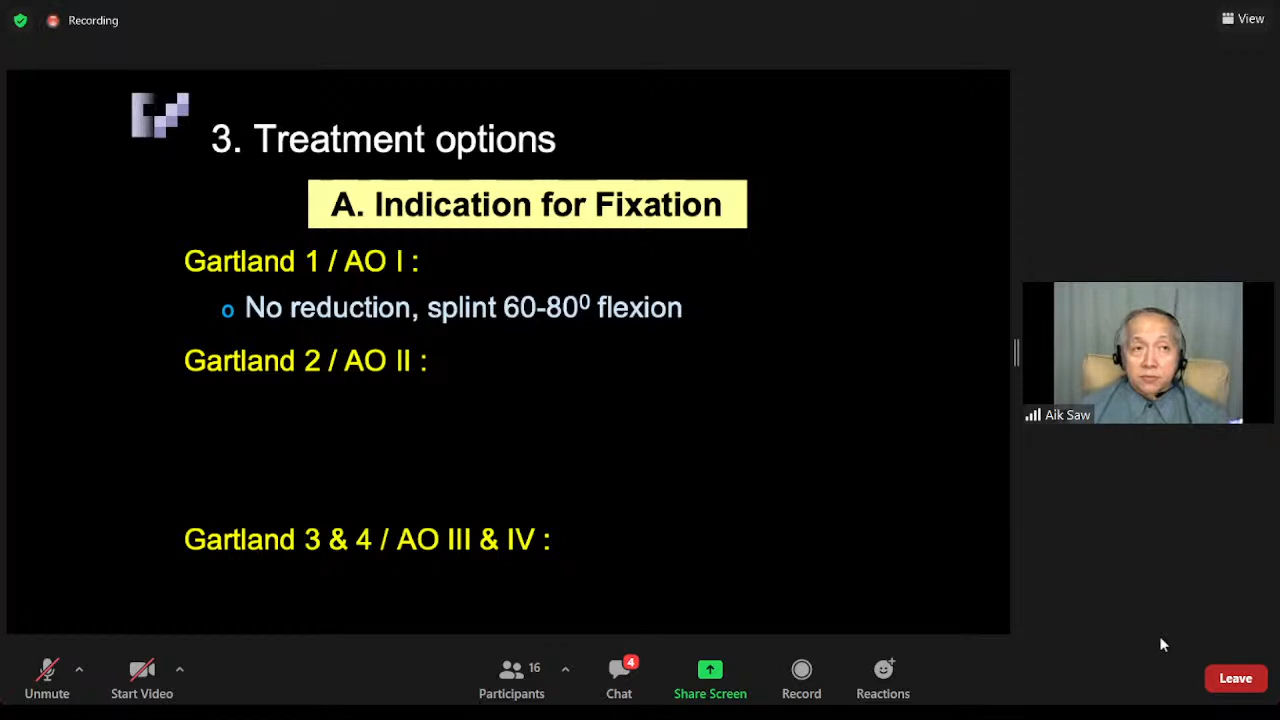 Recording
View
3. Treatment options
A. Indication for Fixation
Gartland 1 / AO I :
o No reduction, splint 60-80⁰ flexion
Gartland 2 / AO II :
Gartland 3 & 4 / AO III & IV :
Aik Saw
Unmute
Start Video
16
Participants
4
Chat
Share Screen
Record
Reactions
Leave